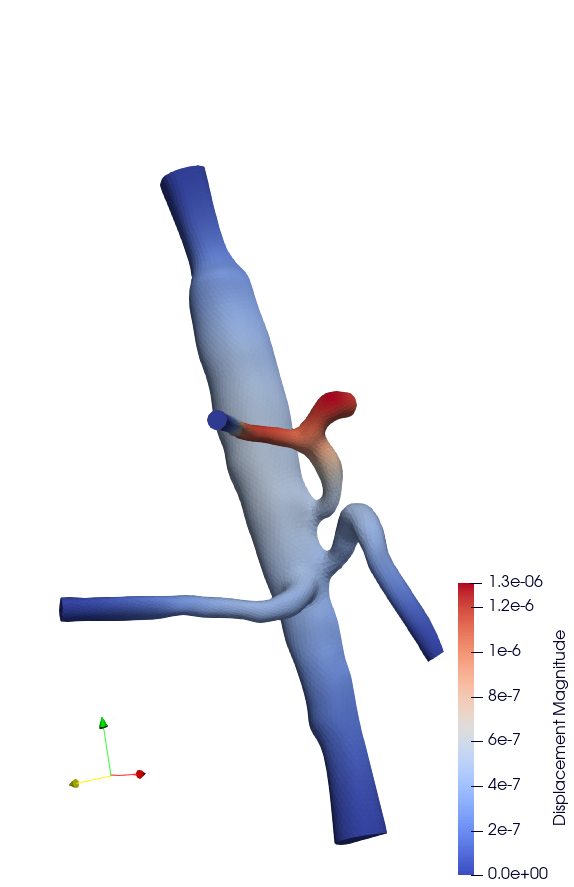 1.3e-06
1.2e-6
1e-6
8e-7
6e-7
4e-7
2e-7
0.0e+00
Displacement Magnitude